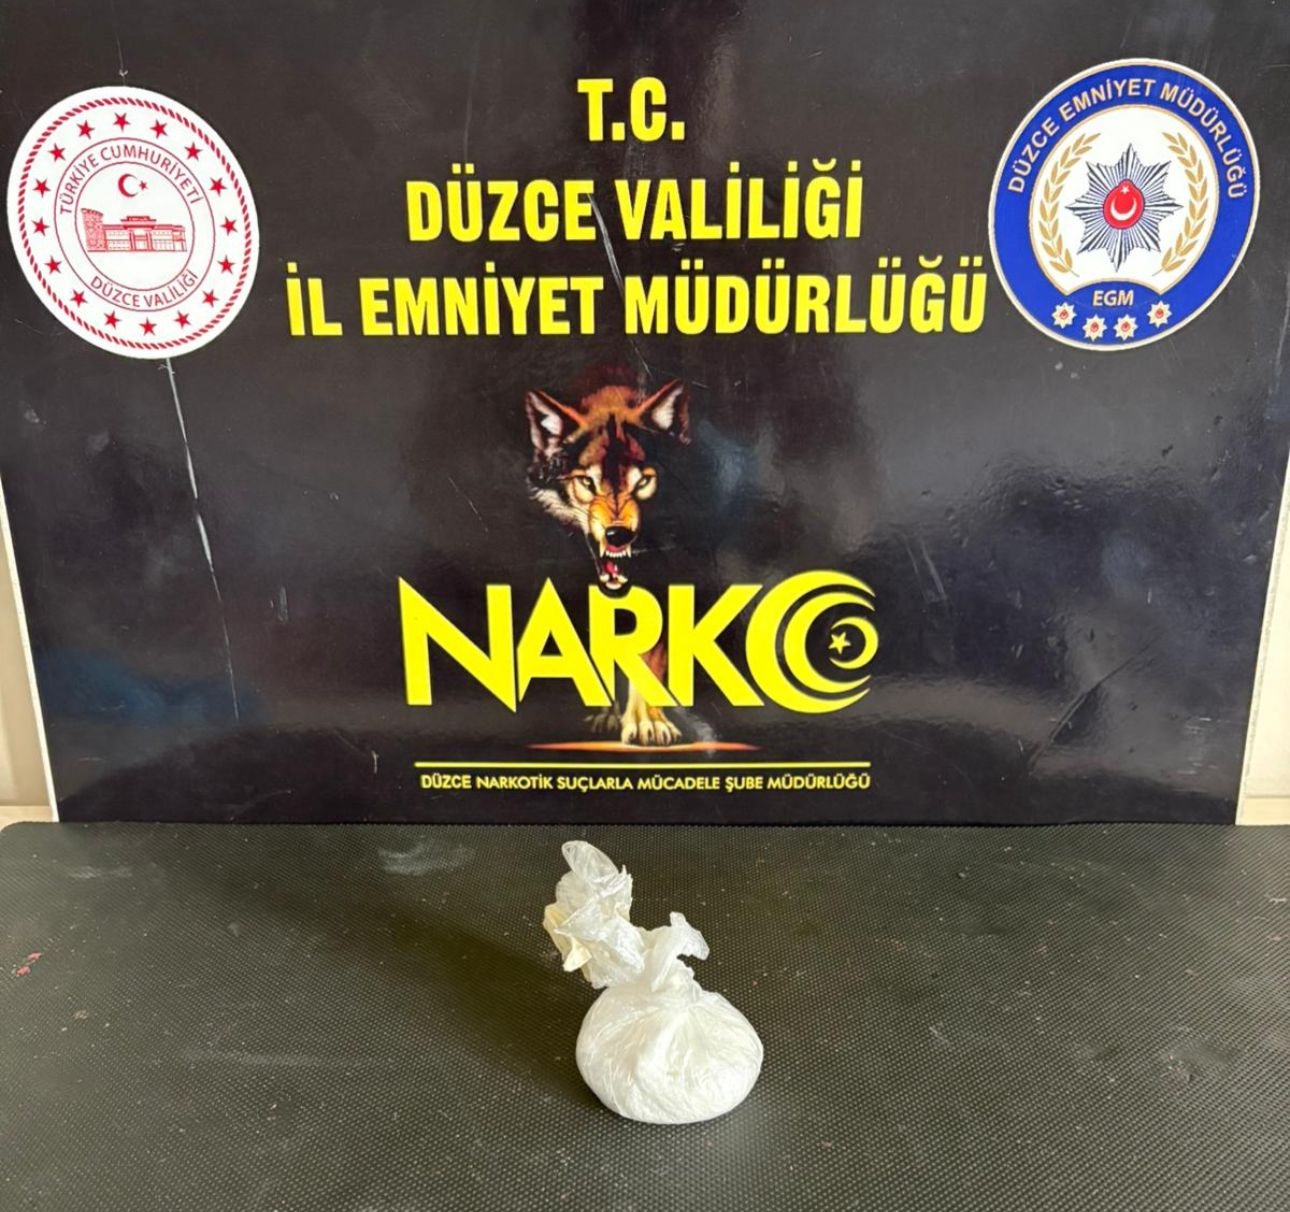 T.C.
DÜZCE VALİLİĞİ
İL EMNİYET MÜDÜRLÜĞÜ
TÜRKİYE CUMHURİYETİ
DÜZCE VALİLİĞİ
DÜZCE EMNİYET MÜDÜRLÜĞÜ
EGM
NARKO
DÜZCE NARKOTİK SUÇLARLA MÜCADELE ŞUBE MÜDÜRLÜĞÜ